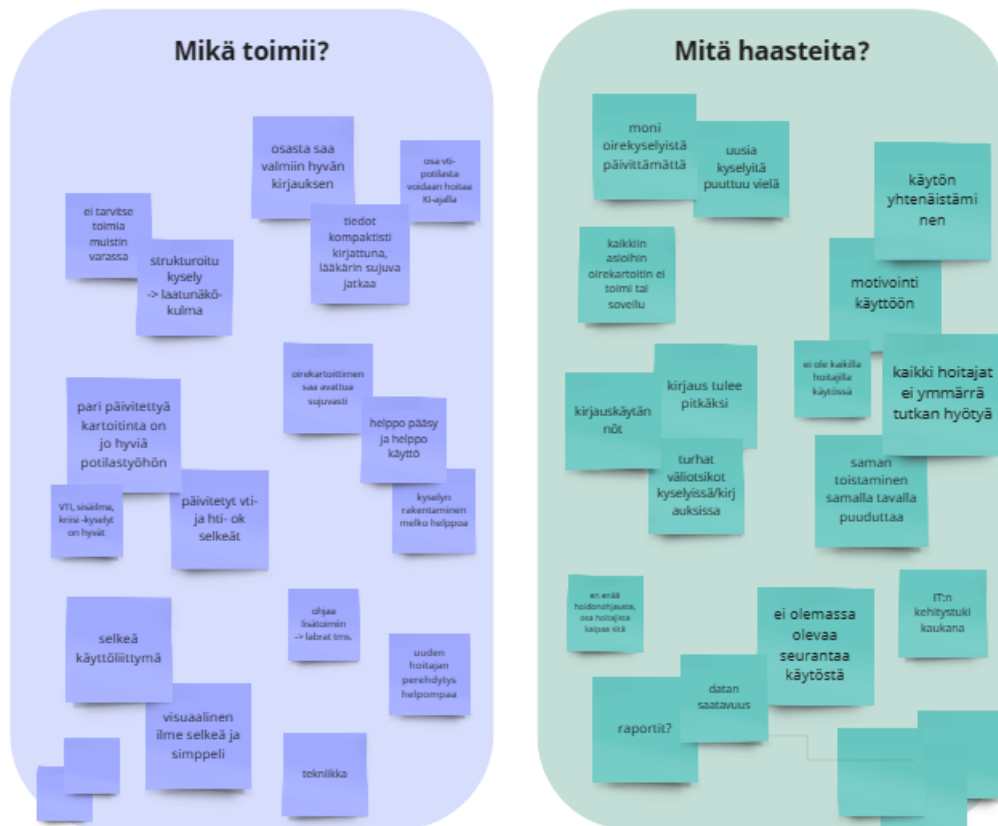 Mikä toimii?
osasta saa
valmiin hyvän
kirjauksen
osa vti-
potilasta
voidaan hoitaa
KI-ajalla
ei tarvitse
toimia
muistin
varassa
strukturoitu
kysely
-> laatunäkö-
kulma
tiedot
kompaktisti
kirjattuna,
lääkärin sujuva
jatkaa
oirekartoittimen
saa avattua
sujuvasti
pari päivitettyä
kartoitinta on
jo hyviä
potilastyöhön
helppo pääsy
ja helppo
käyttö
VTI, sisäilma,
kriisi -kyselyt
on hyvät
päivitetyt vti-
ja hti- ok
selkeät
kyselyn
rakentaminen
melko helppoa
selkeä
käyttöliittymä
ohjaa
lisätoimiin
-> labrat tms.
uuden
hoitajan
perehdytys
helpompaa
visuaalinen
ilme selkeä ja
simppeli
tekniikka
Mitä haasteita?
moni
oirekyselyistä
päivittämättä
uusia
kyselyitä
puuttuu vielä
käytön
yhtenäistämi
nen
kaikkiin
asioihin
oirekartoitin ei
toimi tai
sovellu
motivointi
käyttöön
ei ole kaikilla
hoitajilla
käytössä
kaikki hoitajat
ei ymmärrä
tutkan hyötyä
kirjauskäytän
nöt
kirjaus tulee
pitkäksi
turhat
väliotsikot
kyselyissä/kirj
auksissa
saman
toistaminen
samalla tavalla
puuduttaa
en enää
hoidonohjausta,
osa hoitajista
kaipaa sitä
ei olemassa
olevaa
seurantaa
käytöstä
IT:n
kehitystuki
kaukana
datan
saatavuus
raportit?